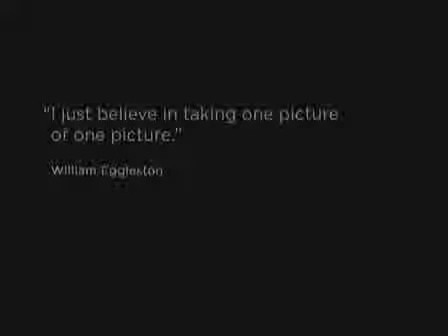 “I just believe in taking one picture
of one picture.”
William Eggleston